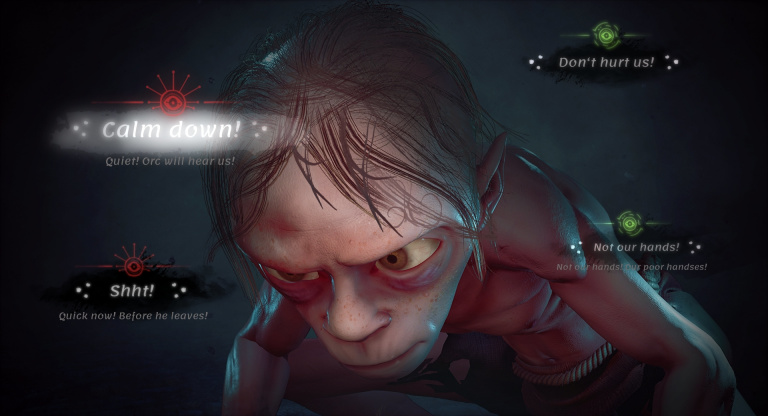 Don't hurt us!
Calm down!
Quiet! Orc will hear us!
Not our hands!
Not our hands! Our poor handses!
Shht!
Quick now! Before he leaves!